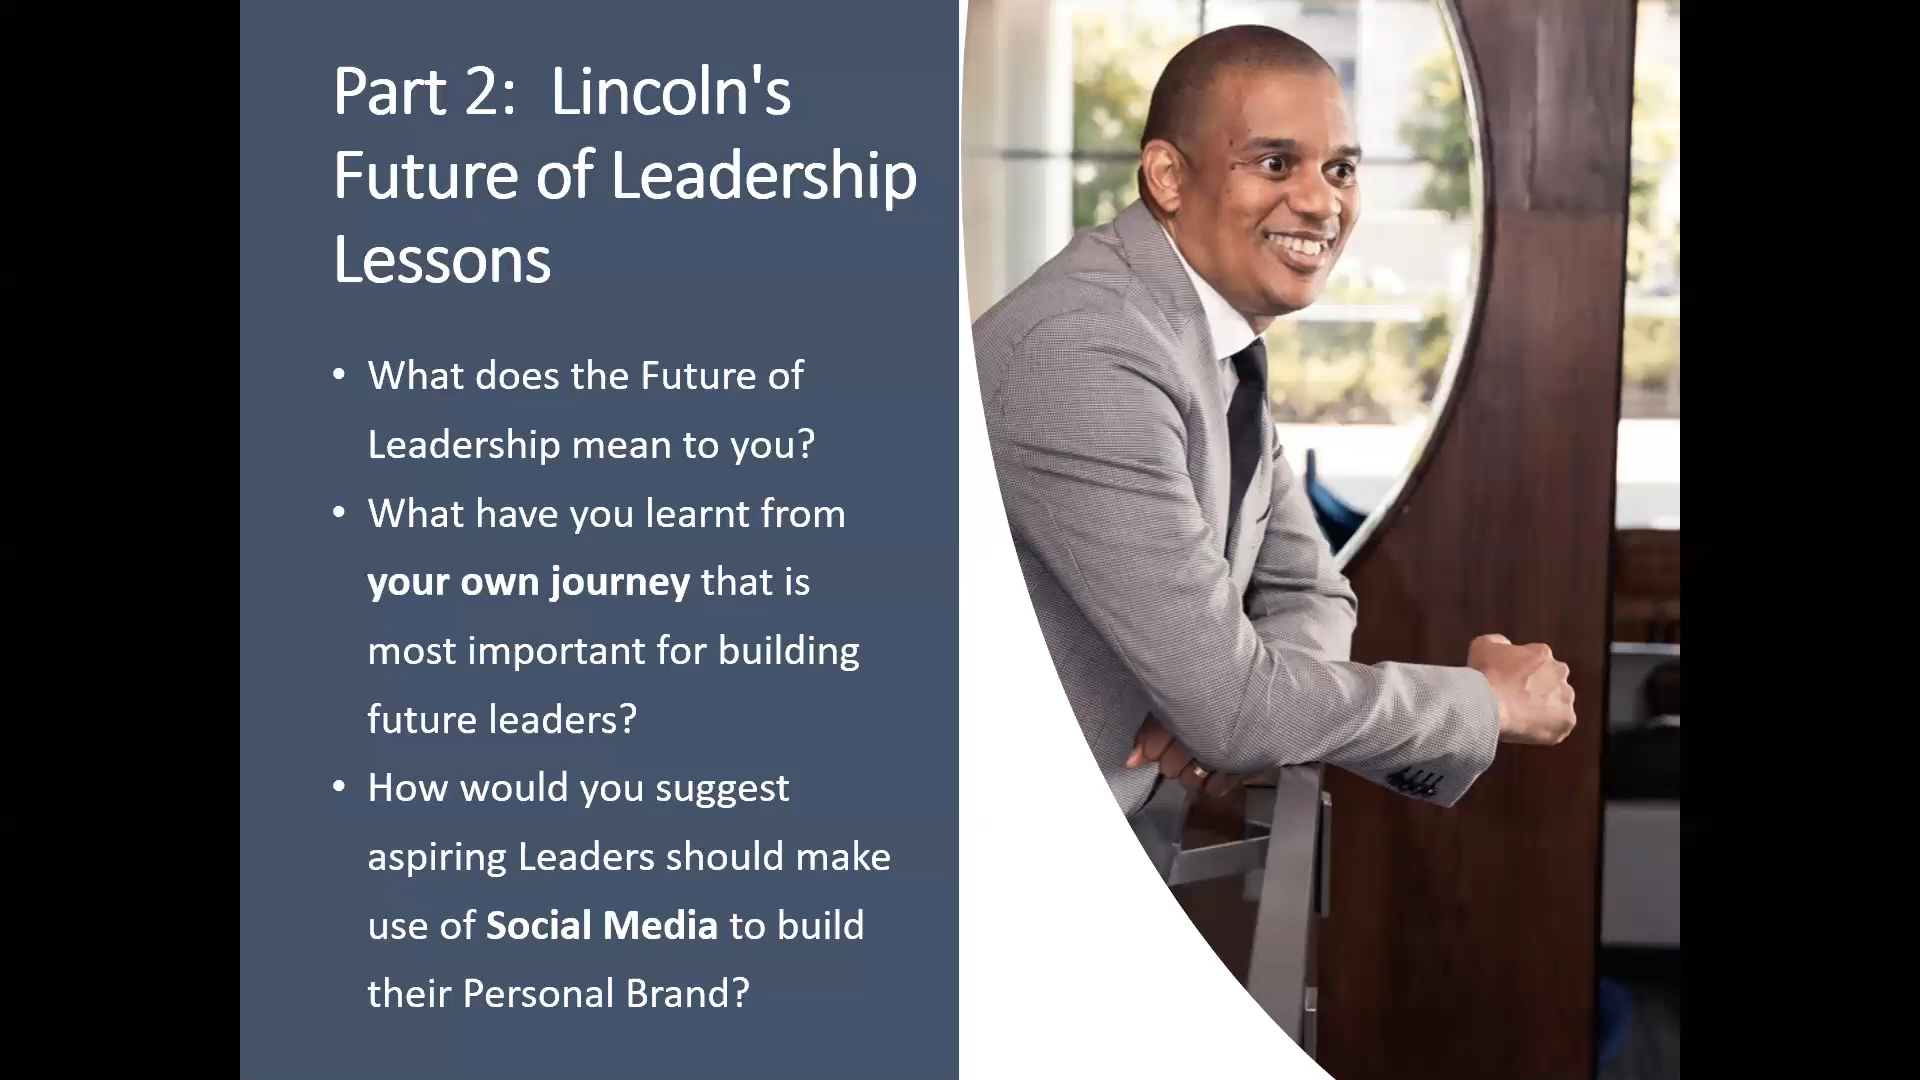 Part 2:  Lincoln's
Future of Leadership
Lessons
• What does the Future of
Leadership mean to you?
• What have you learnt from
your own journey that is
most important for building
future leaders?
• How would you suggest
aspiring Leaders should make
use of Social Media to build
their Personal Brand?